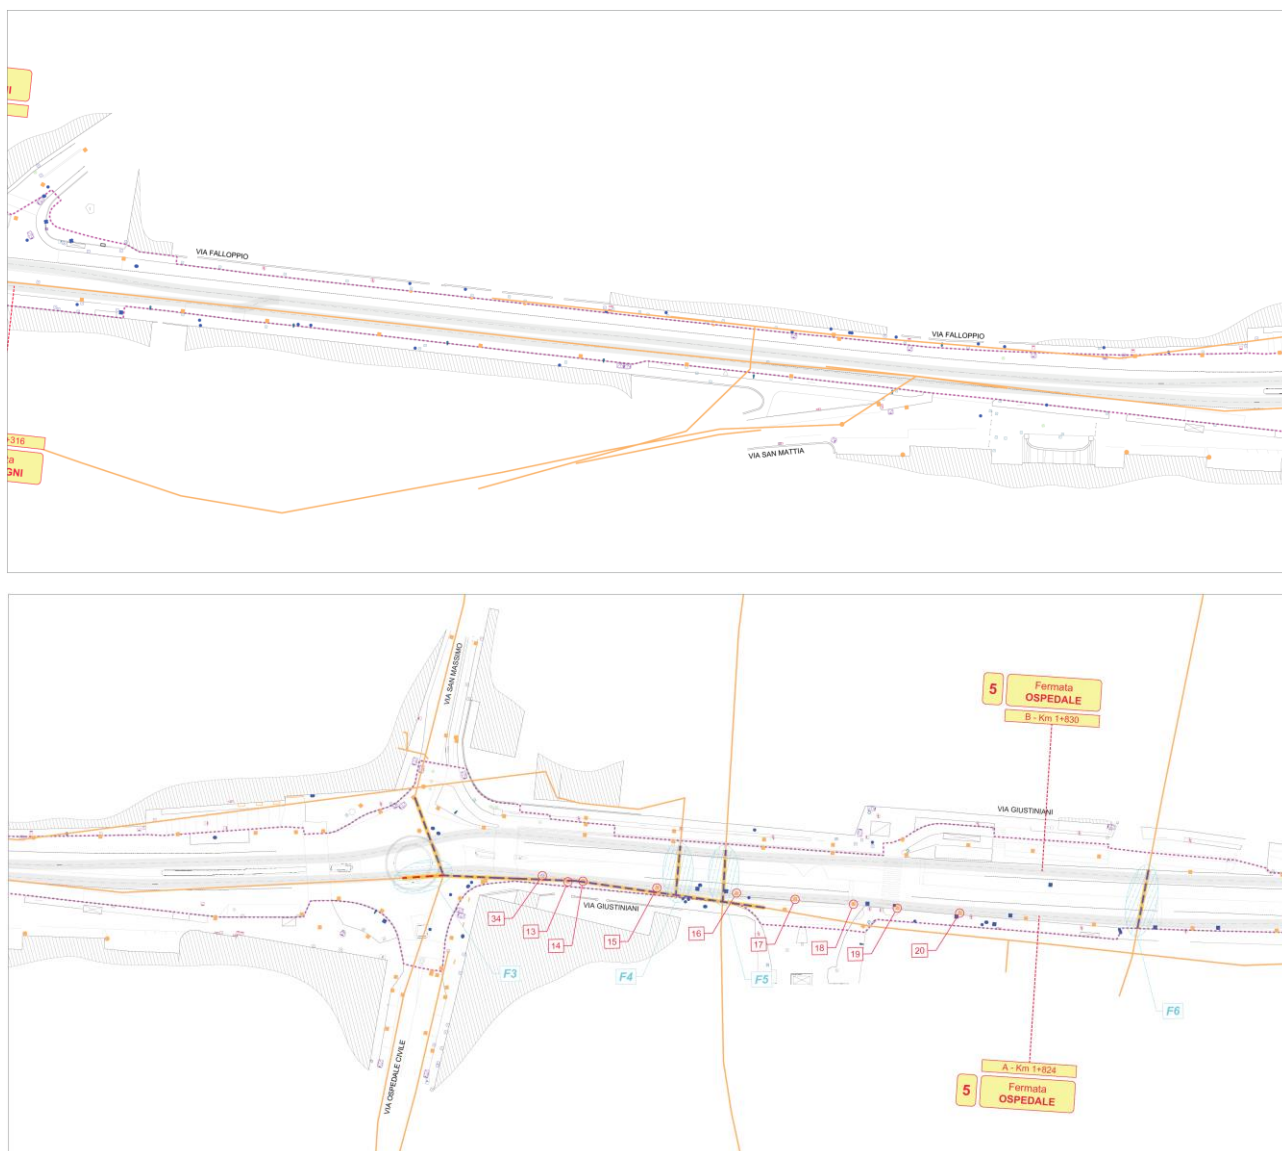 VIA FALLOPPIO
VIA FALLOPPIO
+316
GNI
VIA SAN MATTIA
VIA SAN MASSIMO
5
Fermata
OSPEDALE
B - Km 1+830
VIA GIUSTINIANI
VIA GIUSTINIANI
34
13
14
15
16
17
18
19
20
F3
F4
F5
F6
VIA OSPEDALE CIVILE
A - Km 1+824
5
Fermata
OSPEDALE